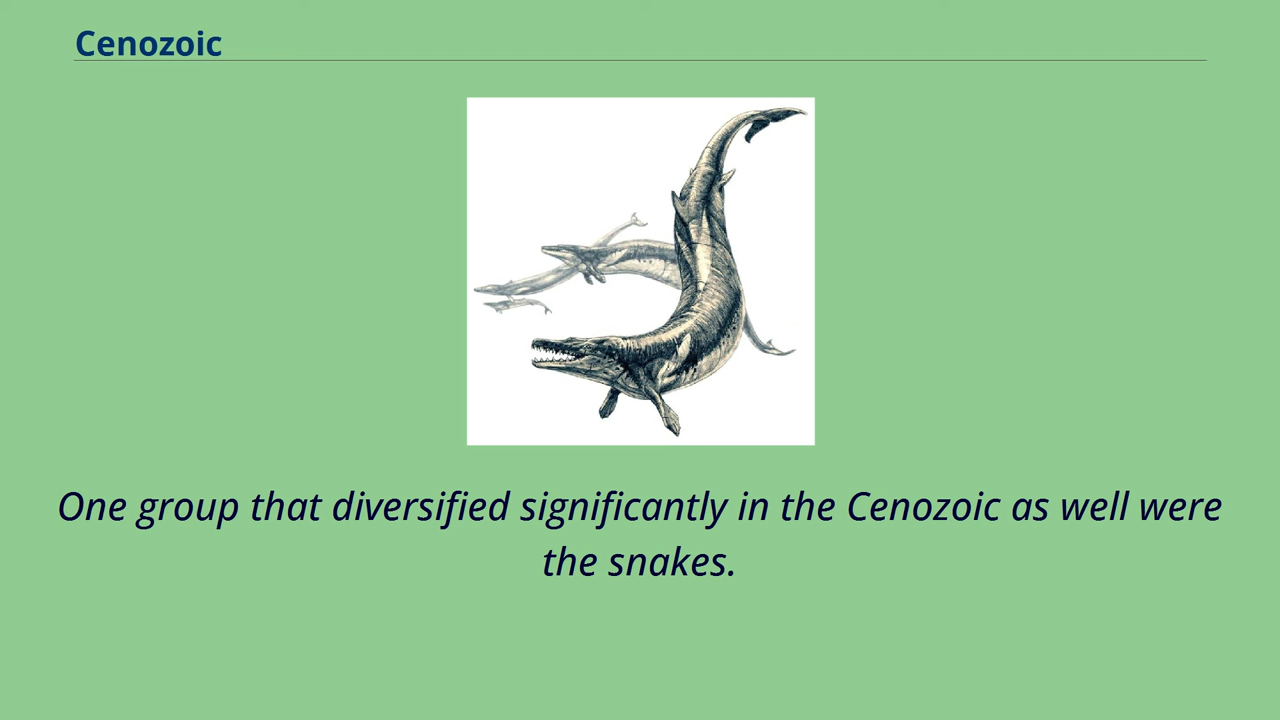 Cenozoic
One group that diversified significantly in the Cenozoic as well were
the snakes.